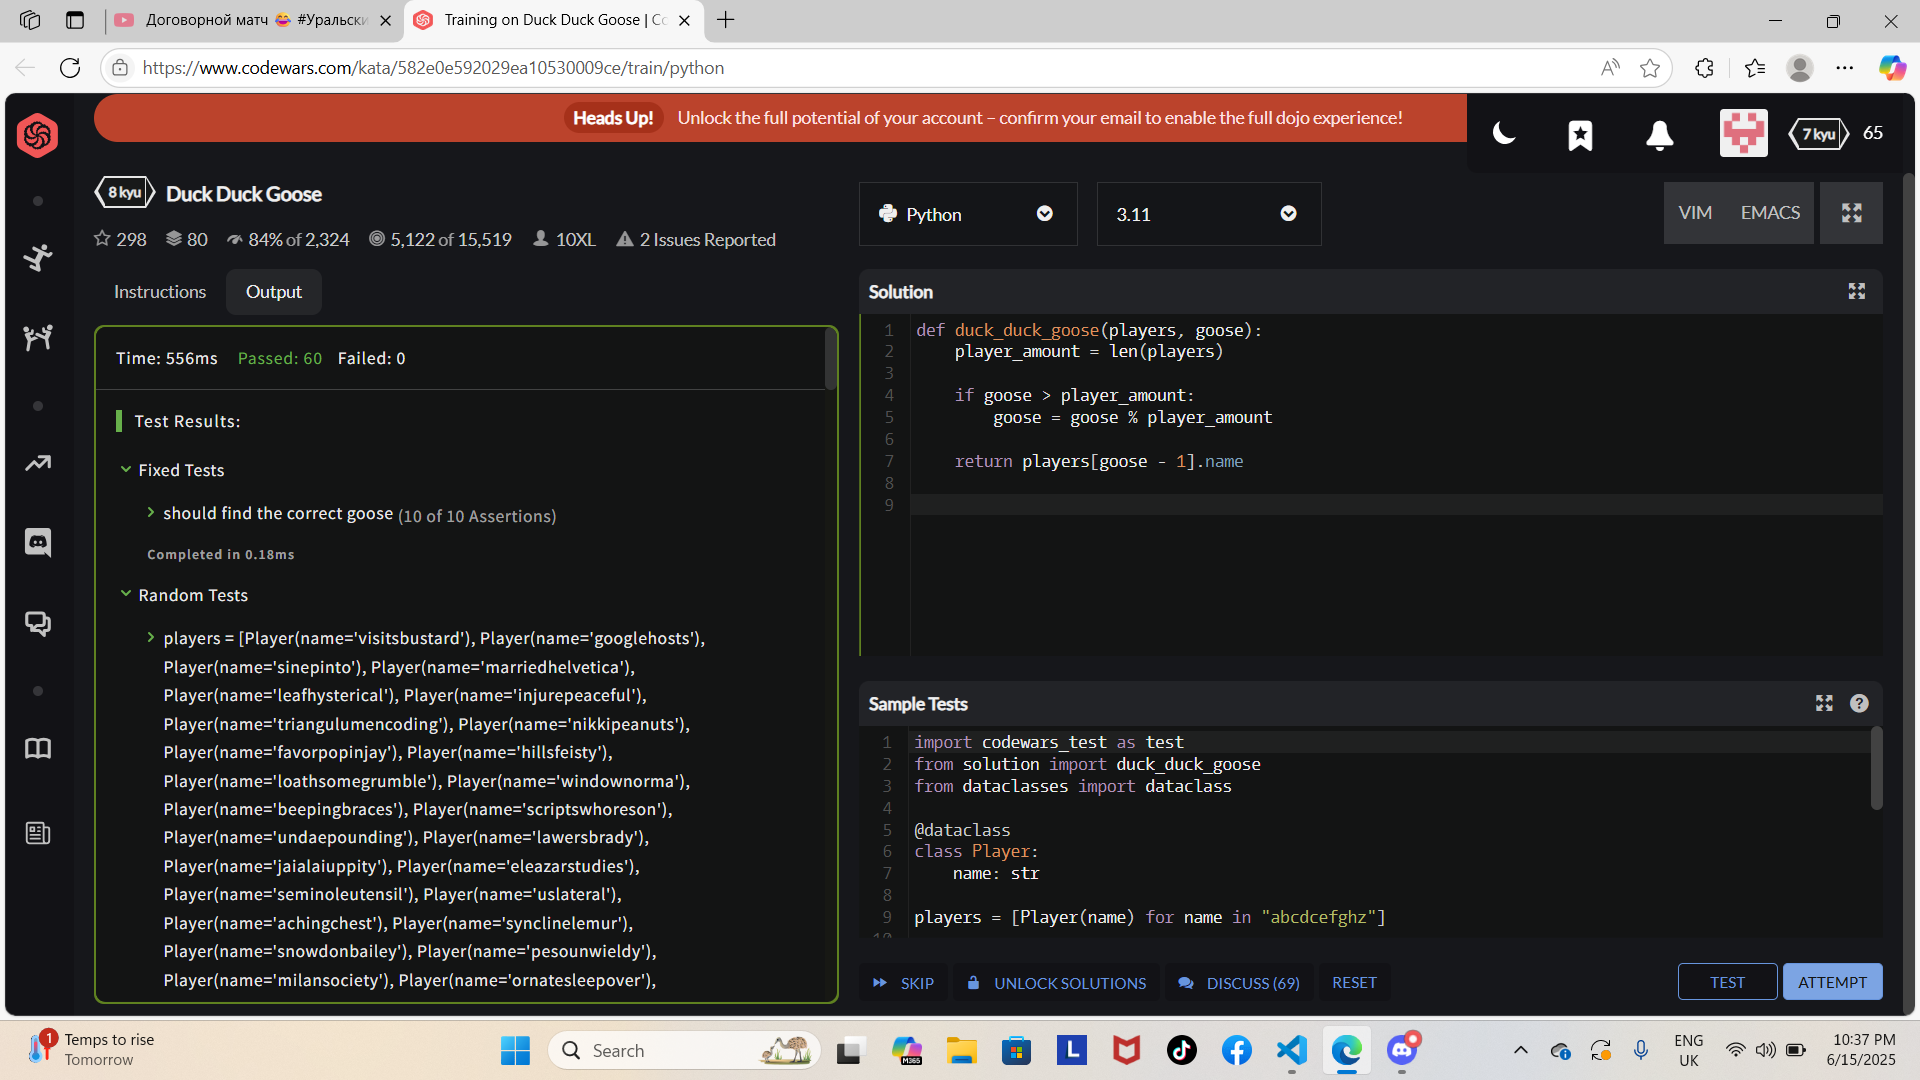 Договорной матч 😂 #Уральски
Training on Duck Duck Goose | Co
https://www.codewars.com/kata/582e0e592029ea10530009ce/train/python
Heads Up! Unlock the full potential of your account – confirm your email to enable the full dojo experience!
7 kyu 65
8 kyu Duck Duck Goose
298 80 84% of 2,324 5,122 of 15,519 10XL 2 Issues Reported
Python 3.11 VIM EMACS
Instructions Output
Time: 556ms Passed: 60 Failed: 0
Test Results:
Fixed Tests
should find the correct goose (10 of 10 Assertions)
Completed in 0.18ms
Random Tests
players = [Player(name='visitsbustard'), Player(name='googlehosts'),
Player(name='sinepinto'), Player(name='marriedhelvetica'),
Player(name='leafhysterical'), Player(name='injurepeaceful'),
Player(name='triangulumencoding'), Player(name='nikkipeanuts'),
Player(name='favorpopinjay'), Player(name='hillsfeisty'),
Player(name='loathsomegrumble'), Player(name='windownorma'),
Player(name='beepingbraces'), Player(name='scriptswhoreson'),
Player(name='undaepounding'), Player(name='lawersbrady'),
Player(name='jaialaiuppity'), Player(name='eleazarstudies'),
Player(name='seminoleutensil'), Player(name='uslateral'),
Player(name='achingchest'), Player(name='synclinelemur'),
Player(name='snowdonbailey'), Player(name='pesounwieldy'),
Player(name='milansociety'), Player(name='ornatesleepover'),
Solution
1 def duck_duck_goose(players, goose):
2     player_amount = len(players)
3
4     if goose > player_amount:
5         goose = goose % player_amount
6
7     return players[goose - 1].name
8
9
Sample Tests
1 import codewars_test as test
2 from solution import duck_duck_goose
3 from dataclasses import dataclass
4
5 @dataclass
6 class Player:
7     name: str
8
9 players = [Player(name) for name in "abcdcefghz"]
10
SKIP UNLOCK SOLUTIONS DISCUSS (69) RESET TEST ATTEMPT
1 Temps to rise
Tomorrow
Search
M365
L
ENG
UK
10:37 PM
6/15/2025